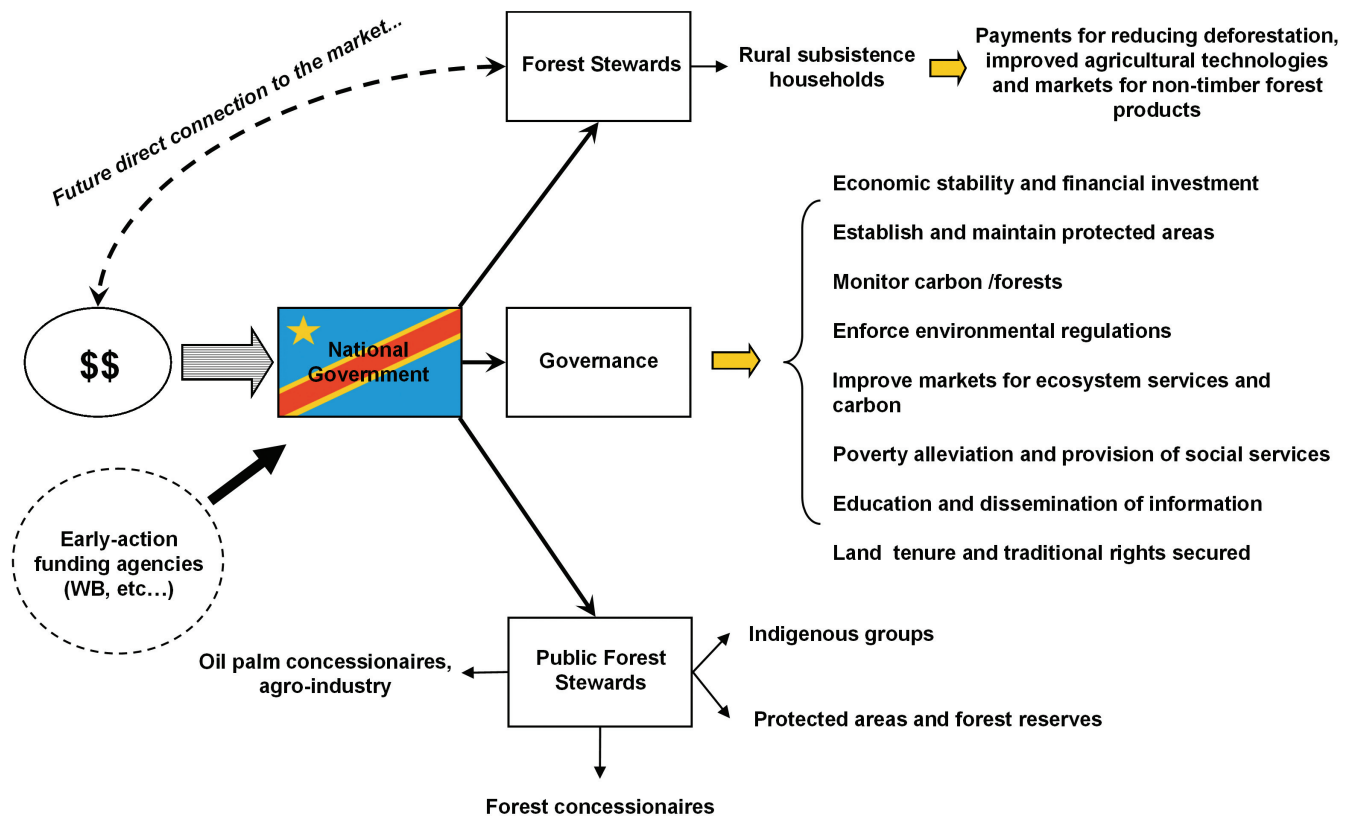 Future direct connection to the market...
Forest Stewards
Rural subsistence
households
Payments for reducing deforestation,
improved agricultural technologies
and markets for non-timber forest
products
$$
National
Government
Governance
Economic stability and financial investment
Establish and maintain protected areas
Monitor carbon /forests
Enforce environmental regulations
Improve markets for ecosystem services and
carbon
Poverty alleviation and provision of social services
Education and dissemination of information
Land tenure and traditional rights secured
Early-action
funding agencies
(WB, etc…)
Oil palm concessionaires,
agro-industry
Public Forest
Stewards
Indigenous groups
Protected areas and forest reserves
Forest concessionaires